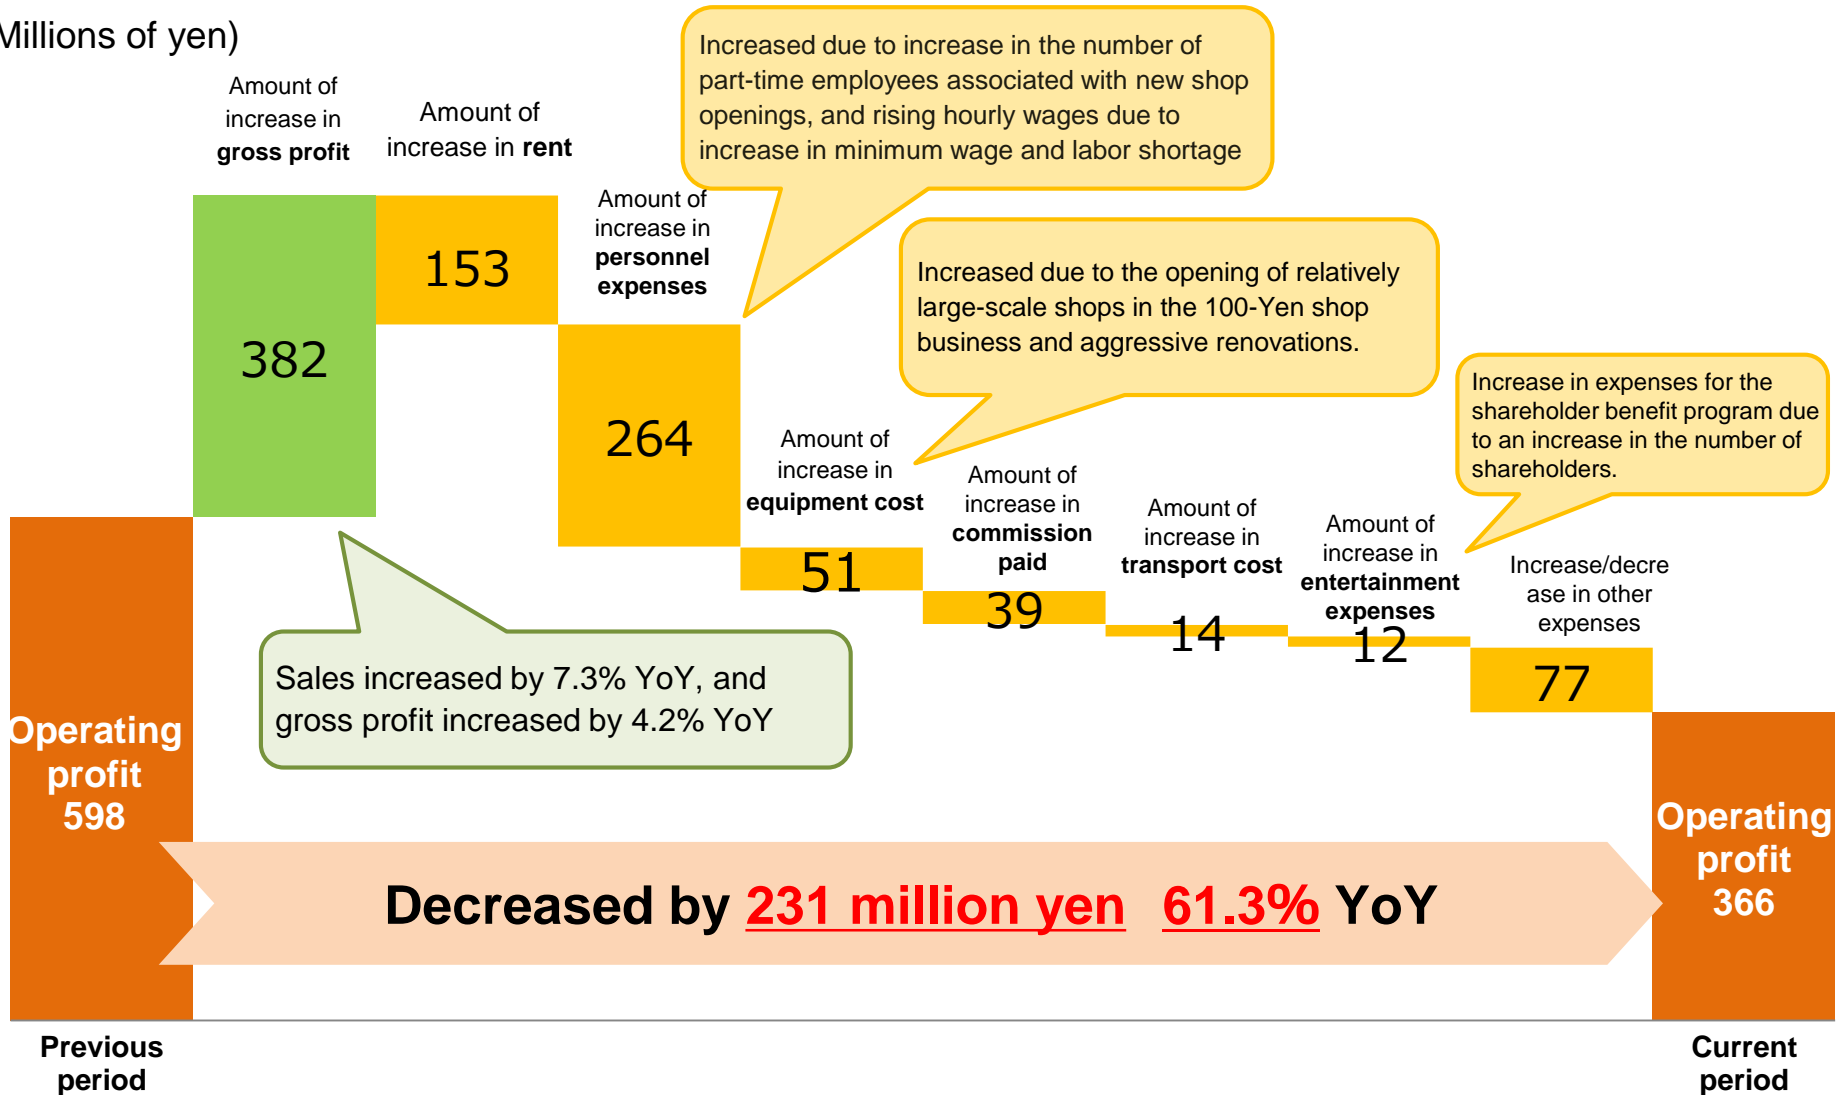 Millions of yen)
Amount of
increase in
gross profit
Amount of
increase in rent
Increased due to increase in the number of
part-time employees associated with new shop
openings, and rising hourly wages due to
increase in minimum wage and labor shortage
Amount of
increase in
personnel
expenses
382
153
264
Increased due to the opening of relatively
large-scale shops in the 100-Yen shop
business and aggressive renovations.
Amount of
increase in
equipment cost
51
Amount of
increase in
commission
paid
39
Amount of
increase in
transport cost
14
Increase in expenses for the
shareholder benefit program due
to an increase in the number of
shareholders.
Amount of
increase in
entertainment
expenses
12
Increase/decre
ase in other
expenses
77
Sales increased by 7.3% YoY, and
gross profit increased by 4.2% YoY
Operating
profit
598
Decreased by 231 million yen 61.3% YoY
Operating
profit
366
Previous
period
Current
period